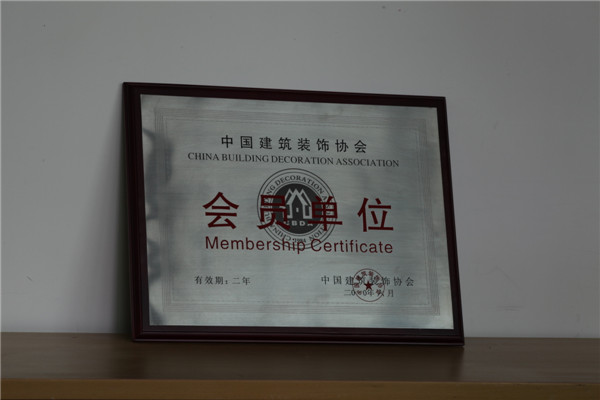 中国建筑装饰协会
CHINA BUILDING DECORATION ASSOCIATION
会员单位
Membership Certificate
有效期：二年
中国建筑装饰协会